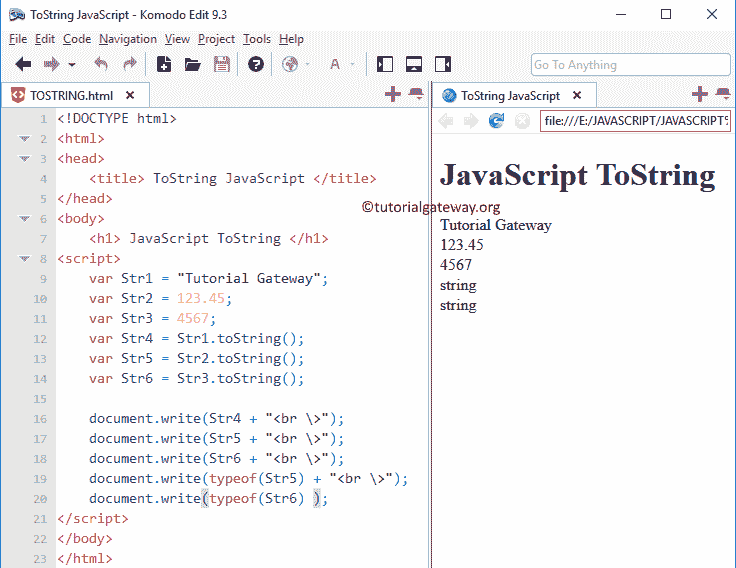 ToString JavaScript - Komodo Edit 9.3
File Edit Code Navigation View Project Tools Help
Go To Anything
TOSTRING.html
1 <!DOCTYPE html>
2 <html>
3 <head>
4 <title> ToString JavaScript </title>
5 </head>
6 <body>
7 <h1> JavaScript ToString </h1>
8 <script>
9 var Str1 = "Tutorial Gateway";
10 var Str2 = 123.45;
11 var Str3 = 4567;
12 var Str4 = Str1.toString();
13 var Str5 = Str2.toString();
14 var Str6 = Str3.toString();
15
16 document.write(Str4 + "<br \>");
17 document.write(Str5 + "<br \>");
18 document.write(Str6 + "<br \>");
19 document.write(typeof(Str5) + "<br \>");
20 document.write(typeof(Str6) );
21 </script>
22 </body>
23 </html>
ToString JavaScript
file:///E:/JAVASCRIPT/JAVASCRIPT%
JavaScript ToString
©tutorialgateway.org
Tutorial Gateway
123.45
4567
string
string